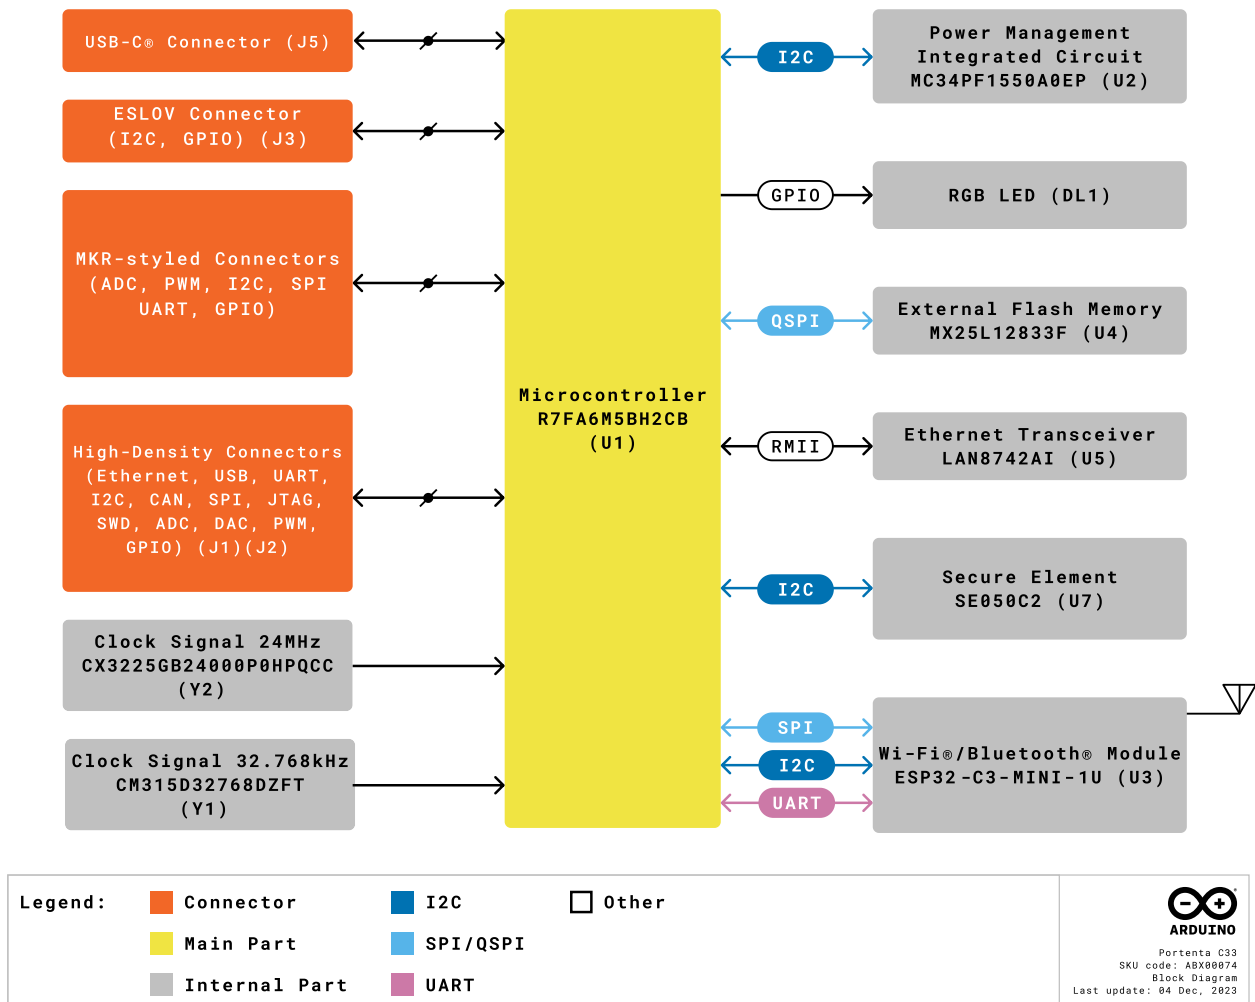 USB-C® Connector (J5)
ESLOV Connector
(I2C, GPIO) (J3)
MKR-styled Connectors
(ADC, PWM, I2C, SPI
UART, GPIO)
High-Density Connectors
(Ethernet, USB, UART,
I2C, CAN, SPI, JTAG,
SWD, ADC, DAC, PWM,
GPIO) (J1)(J2)
Clock Signal 24MHz
CX3225GB24000P0HPQCC
(Y2)
Clock Signal 32.768kHz
CM315D32768DZFT
(Y1)
Microcontroller
R7FA6M5BH2CB
(U1)
I2C
Power Management
Integrated Circuit
MC34PF1550A0EP (U2)
GPIO
RGB LED (DL1)
QSPI
External Flash Memory
MX25L12833F (U4)
RMII
Ethernet Transceiver
LAN8742AI (U5)
I2C
Secure Element
SE050C2 (U7)
SPI
I2C
UART
Wi-Fi®/Bluetooth® Module
ESP32-C3-MINI-1U (U3)
Legend:
Connector
Main Part
Internal Part
I2C
SPI/QSPI
UART
Other
ARDUINO
Portenta C33
SKU code: ABX00074
Block Diagram
Last update: 04 Dec, 2023